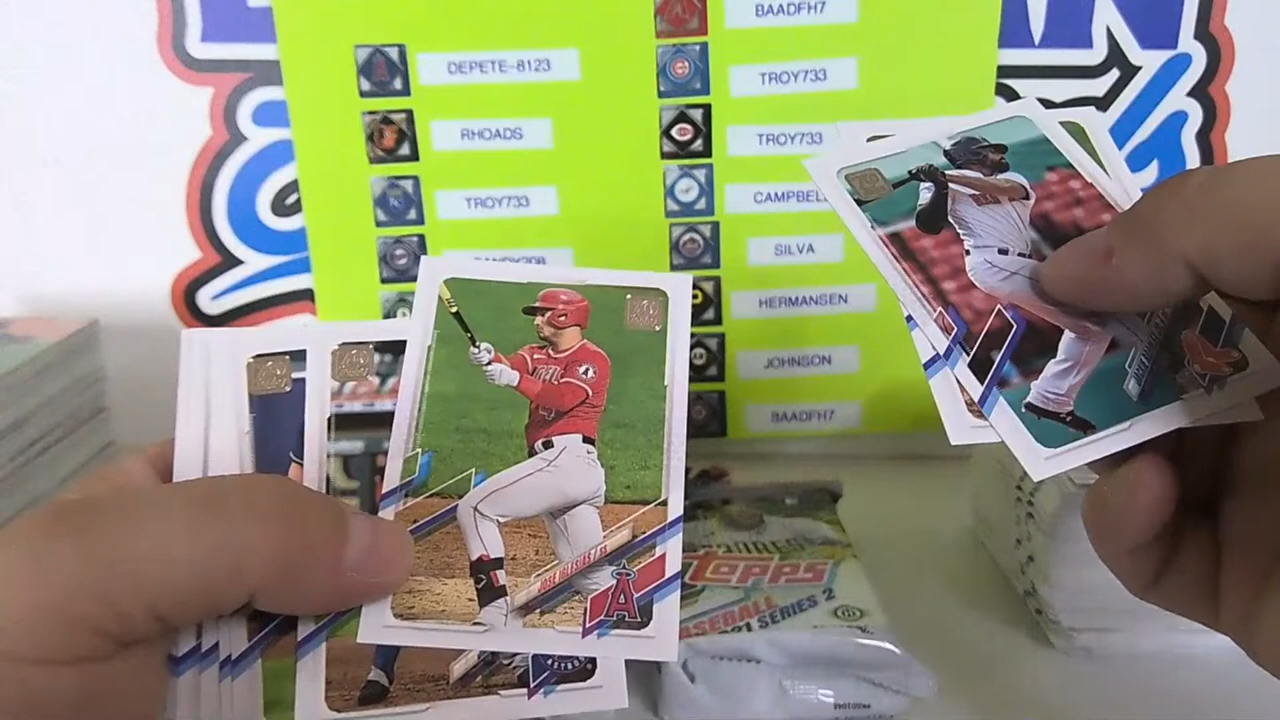 BAADFH7
DEPETE-8123
TROY733
RHOADS
TROY733
TROY733
SILVA
HERMANSEN
JOHNSON
BAADFH7
JOSE IGLESIAS / SS
A
ASTROS
topps
BASEBALL
2021 SERIES 2